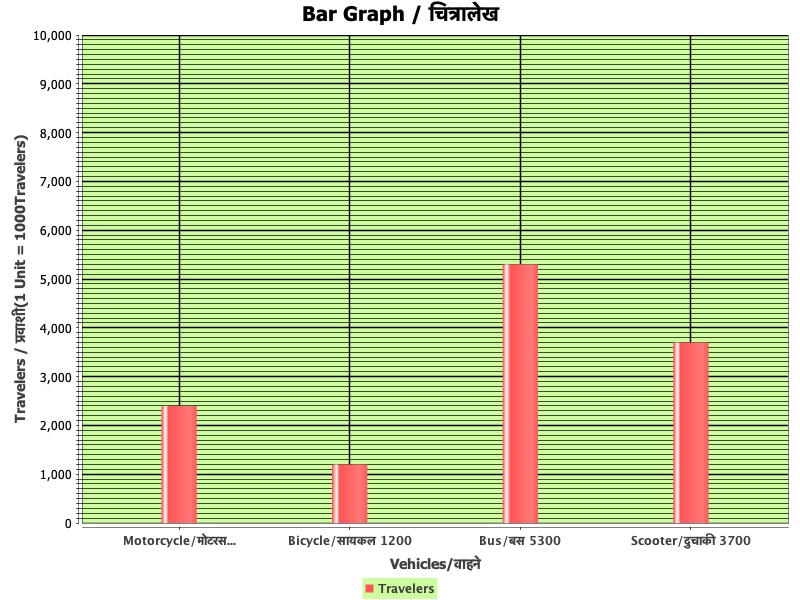 Bar Graph / चित्रालेख
Travelers / प्रवाशी(1 Unit = 1000Travelers)
10,000
9,000
8,000
7,000
6,000
5,000
4,000
3,000
2,000
1,000
0
Motorcycle/मोटरस... Bicycle/सायकल 1200 Bus/बस 5300 Scooter/दुचाकी 3700
Vehicles/वाहने
Travelers